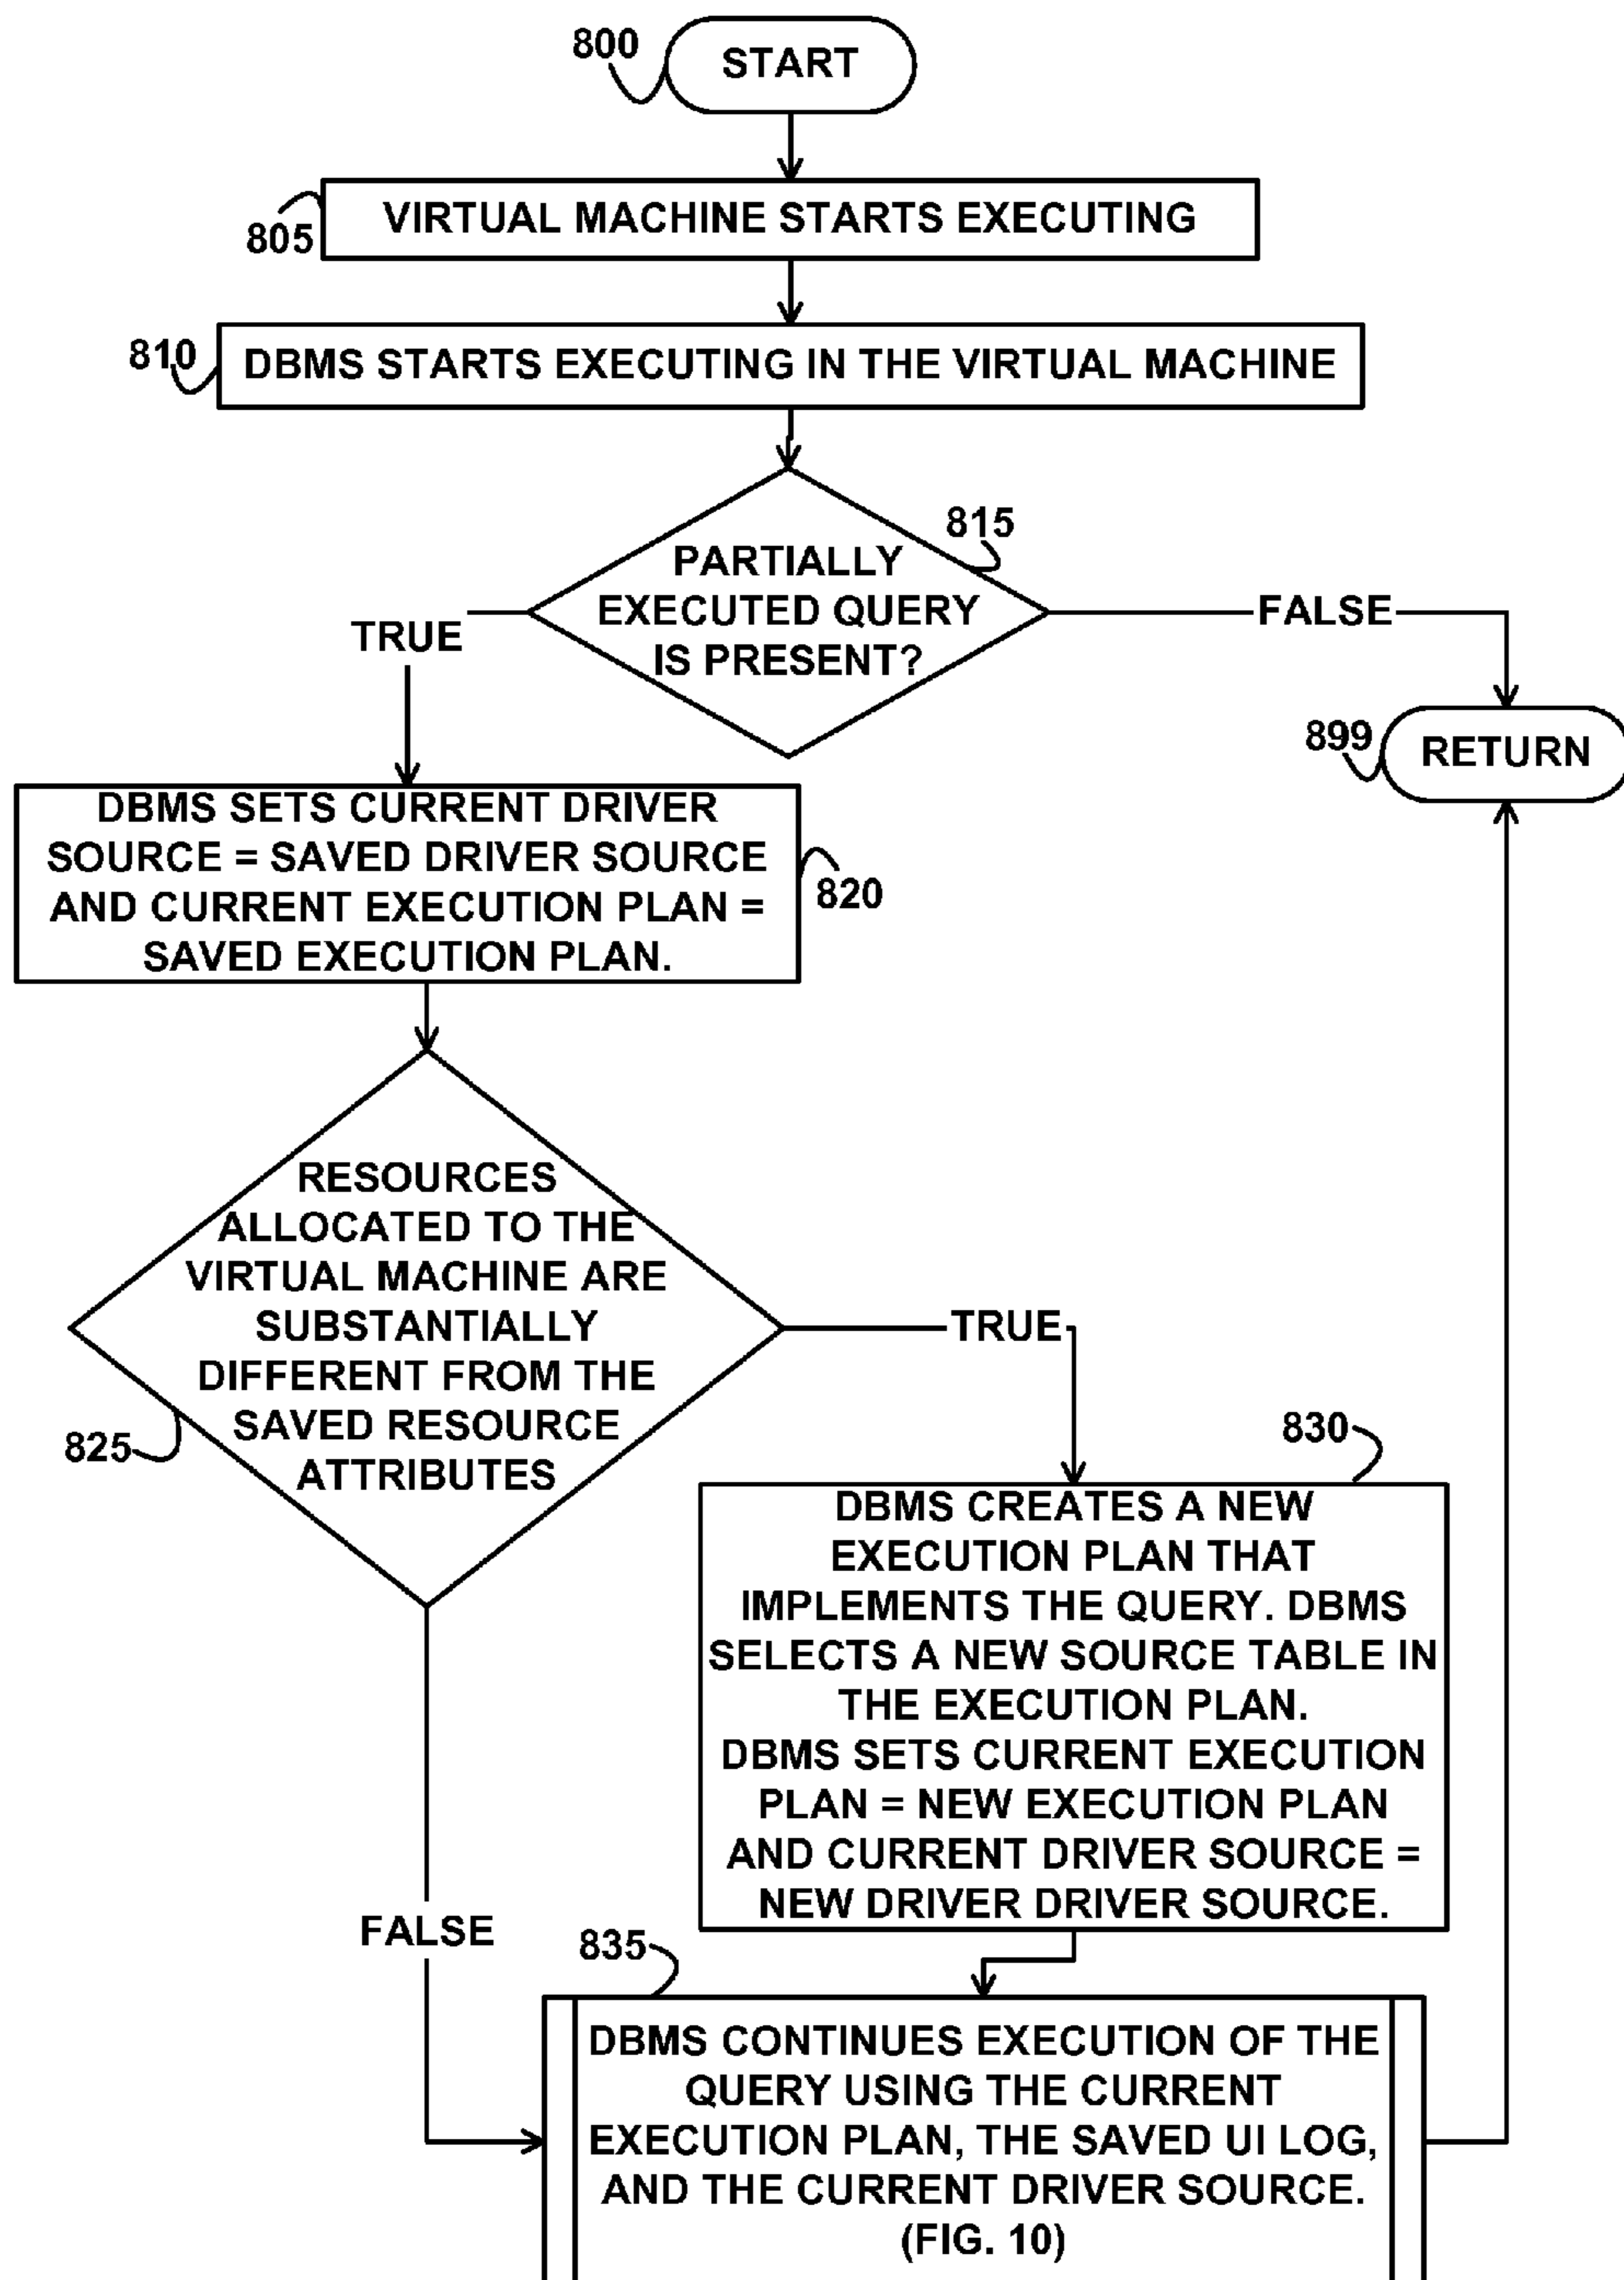 800
START
805
VIRTUAL MACHINE STARTS EXECUTING
810
DBMS STARTS EXECUTING IN THE VIRTUAL MACHINE
815
PARTIALLY
EXECUTED QUERY
IS PRESENT?
TRUE
FALSE
899
RETURN
DBMS SETS CURRENT DRIVER
SOURCE = SAVED DRIVER SOURCE
AND CURRENT EXECUTION PLAN =
SAVED EXECUTION PLAN.
820
RESOURCES
ALLOCATED TO THE
VIRTUAL MACHINE ARE
SUBSTANTIALLY
DIFFERENT FROM THE
SAVED RESOURCE
ATTRIBUTES
825
TRUE
830
DBMS CREATES A NEW
EXECUTION PLAN THAT
IMPLEMENTS THE QUERY. DBMS
SELECTS A NEW SOURCE TABLE IN
THE EXECUTION PLAN.
DBMS SETS CURRENT EXECUTION
PLAN = NEW EXECUTION PLAN
AND CURRENT DRIVER SOURCE =
NEW DRIVER DRIVER SOURCE.
FALSE
835
DBMS CONTINUES EXECUTION OF THE
QUERY USING THE CURRENT
EXECUTION PLAN, THE SAVED UI LOG,
AND THE CURRENT DRIVER SOURCE.
(FIG. 10)